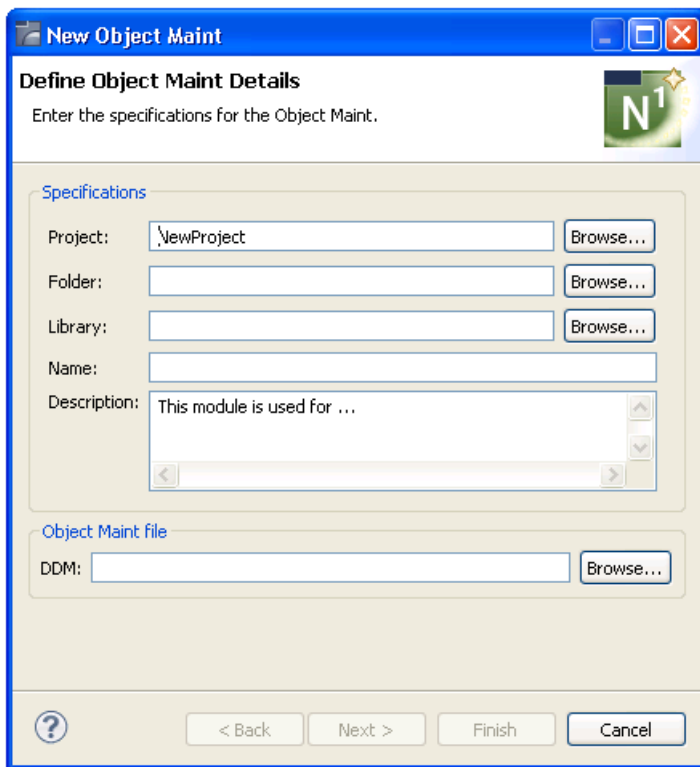 New Object Maint
Define Object Maint Details
Enter the specifications for the Object Maint.
N1
Specifications
Project: NewProject Browse...
Folder: Browse...
Library: Browse...
Name:
Description: This module is used for ...
Object Maint file
DDM: Browse...
? < Back Next > Finish Cancel